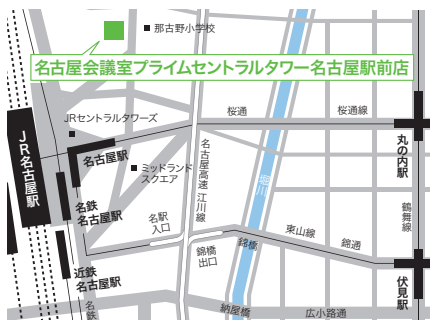 那古野小学校
名古屋会議室プライムセントラルタワー名古屋駅前店
JRセントラルタワーズ
桜通
桜通線
JR名古屋駅
名古屋駅
ミッドランド
スクエア
名古屋高速 江川線
堀川
丸の内駅
鶴舞線
名鉄
名古屋駅
名駅
入口
錦橋
出口
錦橋
東山線
錦通
近鉄
名古屋駅
伏見駅
名鉄
納屋橋
広小路通